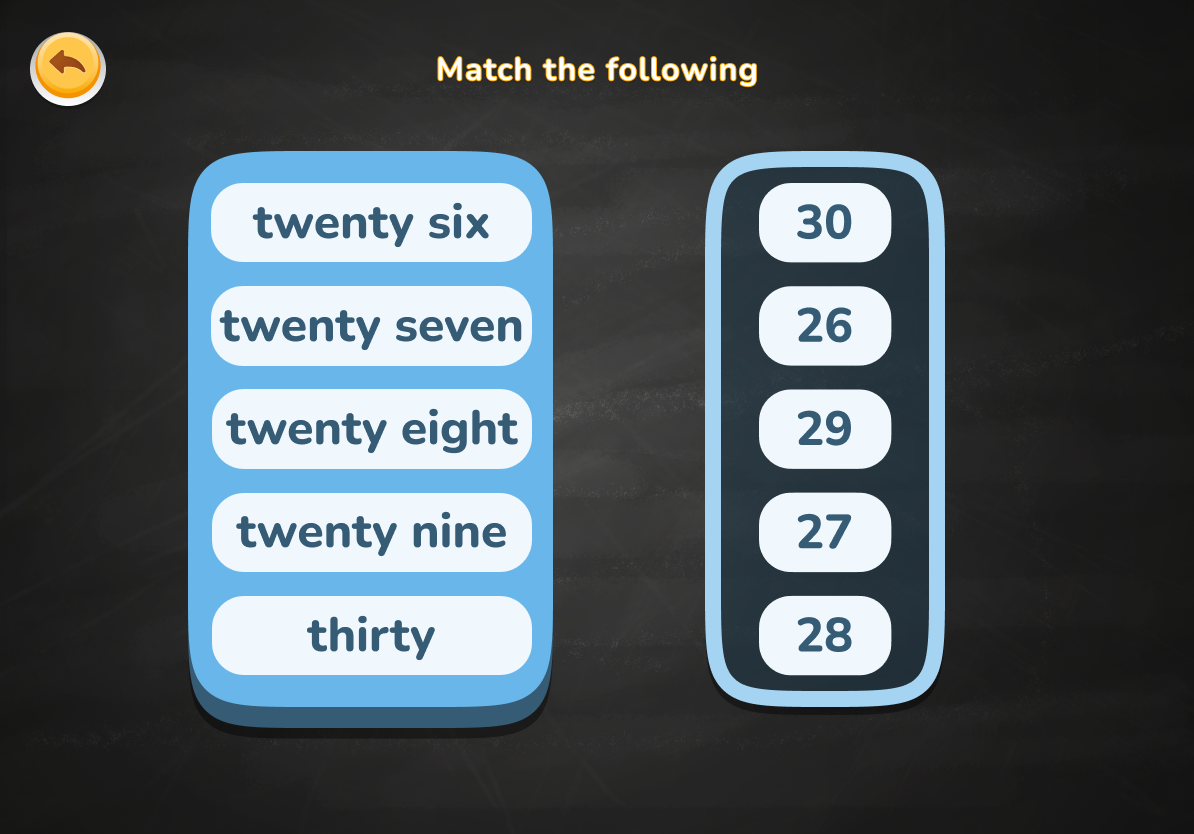 Match the following
twenty six
30
twenty seven
26
twenty eight
29
twenty nine
27
thirty
28